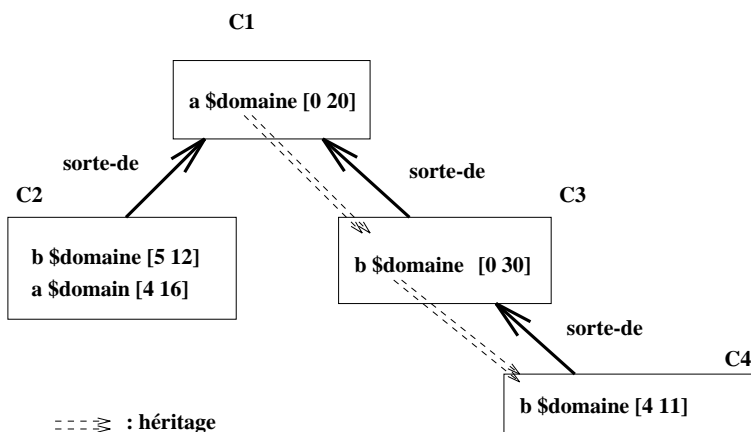 C1
a $domaine [0 20]
sorte-de
sorte-de
C2
C3
b $domaine [5 12]
a $domain [4 16]
b $domaine [0 30]
sorte-de
C4
b $domaine [4 11]
: héritage